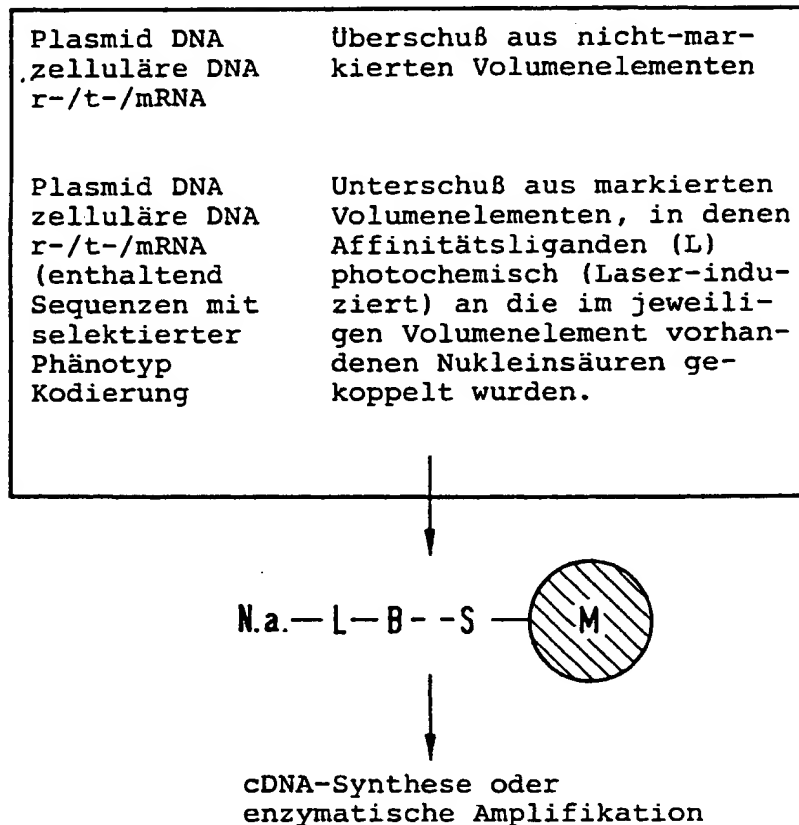 Plasmid DNA Überschuß aus nicht-mar-
zelluläre DNA kierten Volumenelementen
r-/t-/mRNA
Plasmid DNA Unterschuß aus markierten
zelluläre DNA Volumenelementen, in denen
r-/t-/mRNA Affinitätsliganden (L)
(enthaltend photochemisch (Laser-indu-
Sequenzen mit ziert) an die im jeweili-
selektierter gen Volumenelement vorhan-
Phänotyp denen Nukleinsäuren ge-
Kodierung koppelt wurden.
N.a.—L—B--S—M
cDNA-Synthese oder
enzymatische Amplifikation